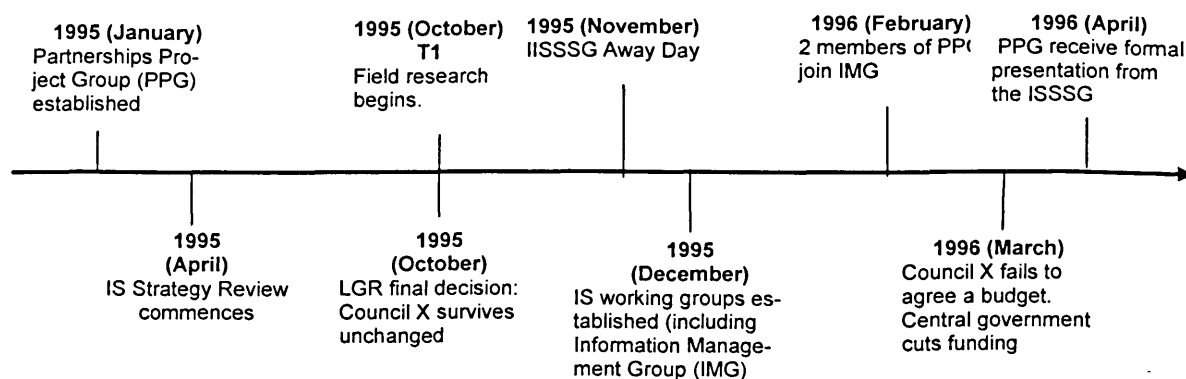 1995 (January)
Partnerships Pro-
ject Group (PPG)
established
1995 (October)
T1
Field research
begins.
1995 (November)
IISSSG Away Day
1996 (February)
2 members of PP(
join IMG
1996 (April)
PPG receive formal
presentation from
the ISSSG
1995
(April)
IS Strategy Review
commences
1995
(October)
LGR final decision:
Council X survives
unchanged
1995
(December)
IS working groups es-
tablished (including
Information Manage-
ment Group (IMG)
1996 (March)
Council X fails to
agree a budget.
Central government
cuts funding